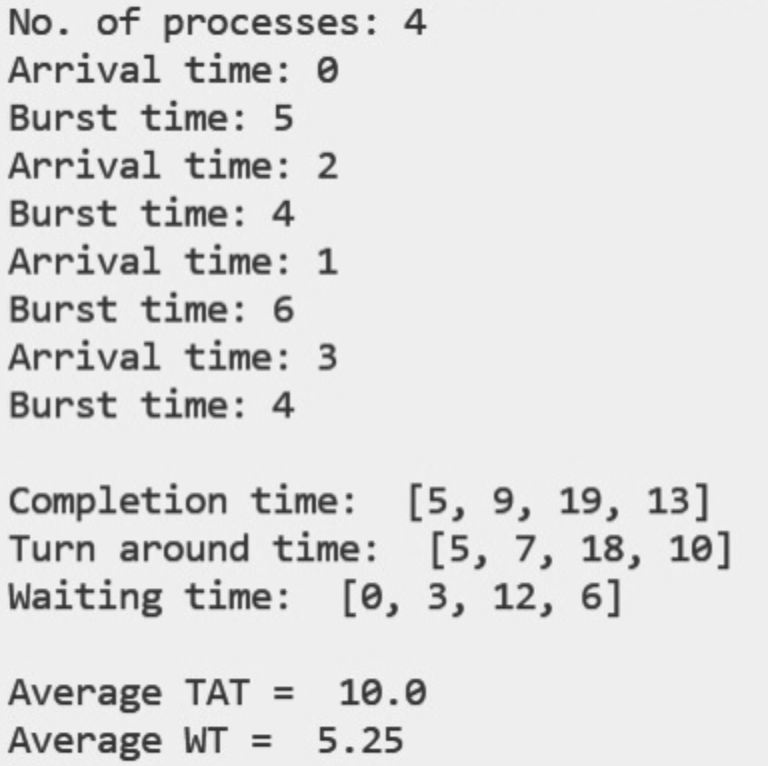 No. of processes: 4
Arrival time: 0
Burst time: 5
Arrival time: 2
Burst time: 4
Arrival time: 1
Burst time: 6
Arrival time: 3
Burst time: 4
Completion time:  [5, 9, 19, 13]
Turn around time:  [5, 7, 18, 10]
Waiting time:  [0, 3, 12, 6]
Average TAT =  10.0
Average WT =  5.25